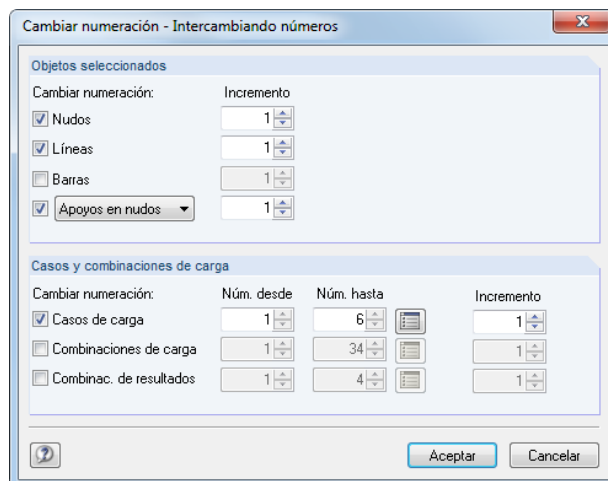 Cambiar numeración - Intercambiando números
Objetos seleccionados
Cambiar numeración: Incremento
Nudos 1
Líneas 1
Barras 1
Apoyos en nudos 1
Casos y combinaciones de carga
Cambiar numeración: Núm. desde Núm. hasta Incremento
Casos de carga 1 6 1
Combinaciones de carga 1 34 1
Combinac. de resultados 1 4 1
Aceptar Cancelar